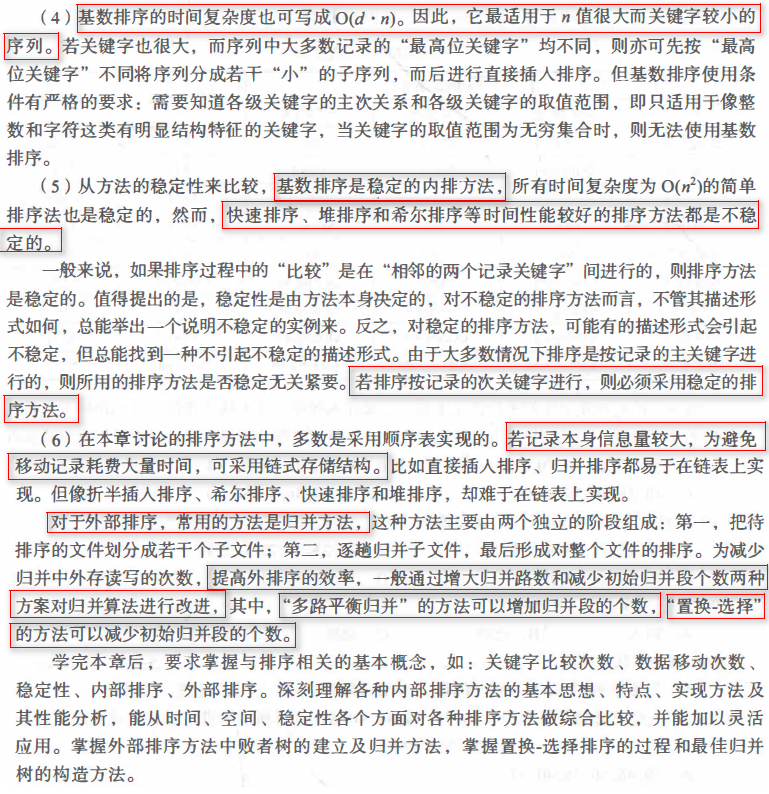 （4）基数排序的时间复杂度也可写成 O(d · n)。因此，它最适用于 n 值很大而关键字较小的
序列。若关键字也很大，而序列中大多数记录的“最高位关键字”均不同，则亦可先按“最高
位关键字”不同将序列分成若干“小”的子序列，而后进行直接插入排序。但基数排序使用条
件有严格的要求：需要知道各级关键字的主次关系和各级关键字的取值范围，即只适用于像整
数和字符这类有明显结构特征的关键字，当关键字的取值范围为无穷集合时，则无法使用基数
排序。
（5）从方法的稳定性来比较，基数排序是稳定的内排方法，所有时间复杂度为 O(n²)的简单
排序法也是稳定的，然而，快速排序、堆排序和希尔排序等时间性能较好的排序方法都是不稳
定的。
一般来说，如果排序过程中的“比较”是在“相邻的两个记录关键字”间进行的，则排序方法
是稳定的。值得提出的是，稳定性是由方法本身决定的，对不稳定的排序方法而言，不管其描述形
式如何，总能举出一个说明不稳定的实例来。反之，对稳定的排序方法，可能有的描述形式会引起
不稳定，但总能找到一种不引起不稳定的描述形式。由于大多数情况下排序是按记录的主关键字进
行的，则所用的排序方法是否稳定无关紧要。若排序按记录的次关键字进行，则必须采用稳定的排
序方法。
（6）在本章讨论的排序方法中，多数是采用顺序表实现的。若记录本身信息量较大，为避免
移动记录耗费大量时间，可采用链式存储结构。比如直接插入排序、归并排序都易于在链表上实
现。但像折半插入排序、希尔排序、快速排序和堆排序，却难于在链表上实现。
对于外部排序，常用的方法是归并方法，这种方法主要由两个独立的阶段组成：第一，把待
排序的文件划分成若干个子文件；第二，逐趟归并子文件，最后形成对整个文件的排序。为减少
归并中外存读写的次数，提高外排序的效率，一般通过增大归并路数和减少初始归并段个数两种
方案对归并算法进行改进，其中，“多路平衡归并”的方法可以增加归并段的个数，“置换-选择”
的方法可以减少初始归并段的个数。
学完本章后，要求掌握与排序相关的基本概念，如：关键字比较次数、数据移动次数、
稳定性、内部排序、外部排序。深刻理解各种内部排序方法的基本思想、特点、实现方法及
其性能分析，能从时间、空间、稳定性各个方面对各种排序方法做综合比较，并能加以灵活
应用。掌握外部排序方法中败者树的建立及归并方法，掌握置换-选择排序的过程和最佳归并
树的构造方法。